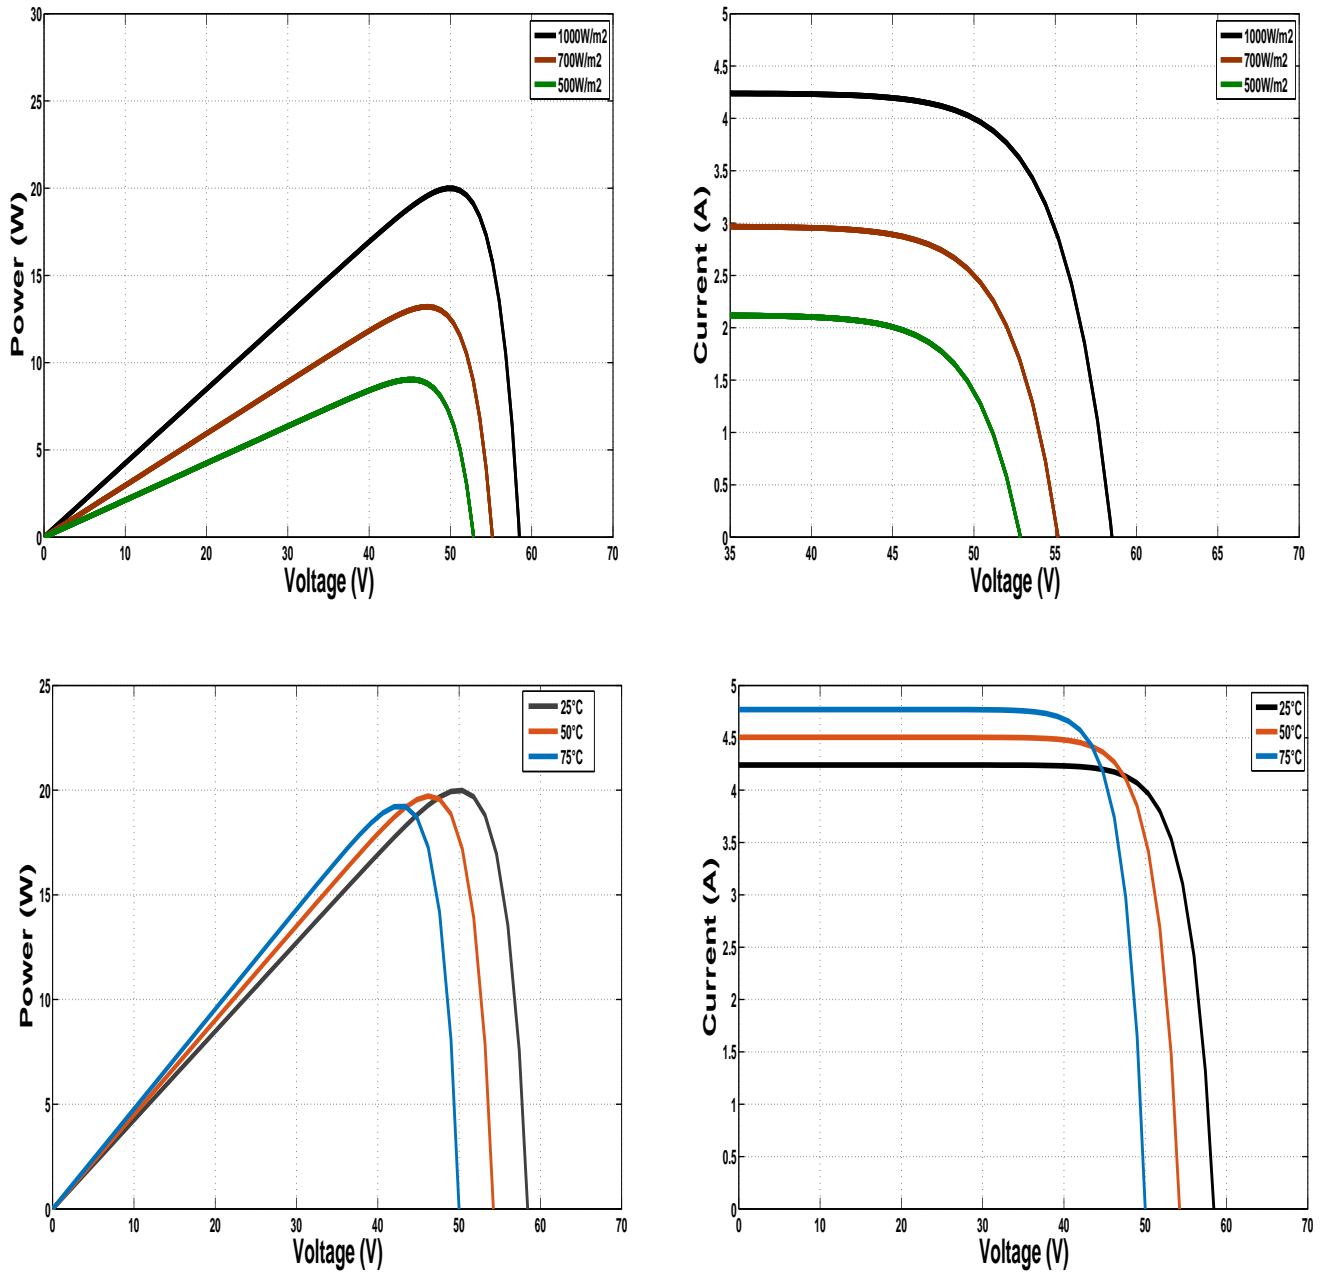 30
25
20
15
10
5
0
Power (W)
0 10 20 30 40 50 60 70
Voltage (V)
1000W/m2
700W/m2
500W/m2
5
4.5
4
3.5
3
2.5
2
1.5
1
0.5
0
Current (A)
35 40 45 50 55 60 65 70
Voltage (V)
1000W/m2
700W/m2
500W/m2
25
20
15
10
5
0
Power (W)
0 10 20 30 40 50 60 70
Voltage (V)
25°C
50°C
75°C
5
4.5
4
3.5
3
2.5
2
1.5
1
0.5
0
Current (A)
0 10 20 30 40 50 60 70
Voltage (V)
25°C
50°C
75°C